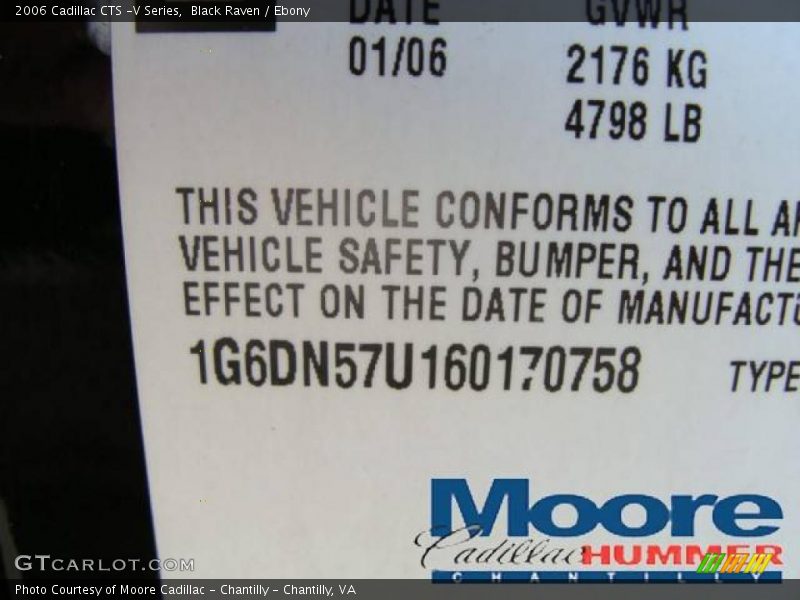 2006 Cadillac CTS -V Series, Black Raven / Ebony
DATE GVWR
01/06 2176 KG
4798 LB
THIS VEHICLE CONFORMS TO ALL AP
VEHICLE SAFETY, BUMPER, AND THE
EFFECT ON THE DATE OF MANUFACTU
1G6DN57U160170758 TYPE
Moore
Cadillac HUMMER
CHANTILLY
GTCARLOT.COM
Photo Courtesy of Moore Cadillac - Chantilly - Chantilly, VA